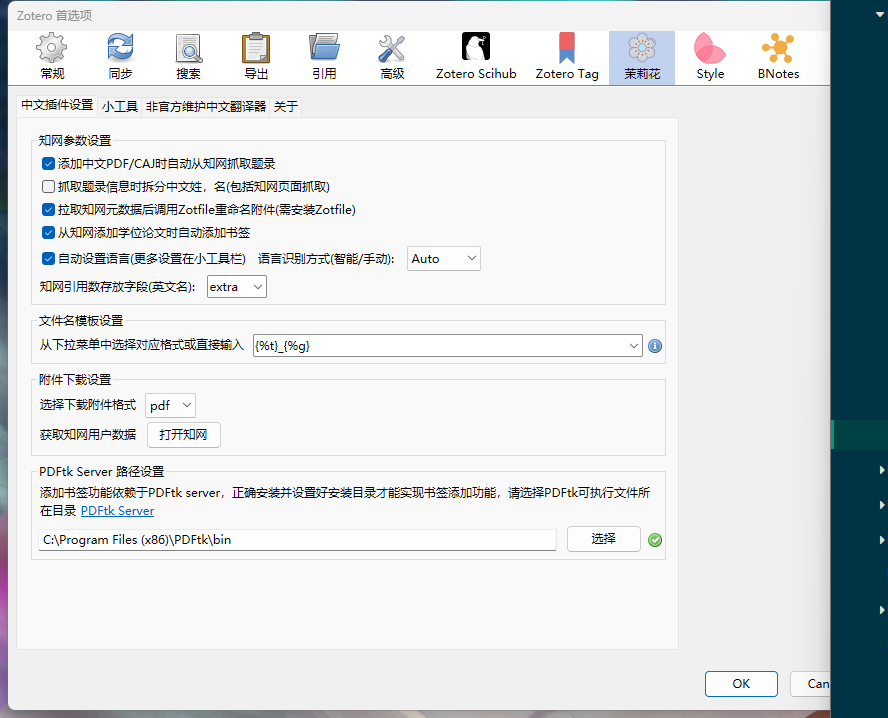 Zotero 首选项
常规 同步 搜索 导出 引用 高级 Zotero Scihub Zotero Tag 茉莉花 Style BNotes
中文插件设置 小工具 非官方维护中文翻译器 关于
知网参数设置
添加中文PDF/CAJ时自动从知网抓取题录
抓取题录信息时拆分中文姓，名(包括知网页面抓取)
拉取知网元数据后调用Zotfile重命名附件(需安装Zotfile)
从知网添加学位论文时自动添加书签
自动设置语言(更多设置在小工具栏) 语言识别方式(智能/手动): Auto
知网引用数存放字段(英文名): extra
文件名模板设置
从下拉菜单中选择对应格式或直接输入 {%t}_{%g}
附件下载设置
选择下载附件格式 pdf
获取知网用户数据 打开知网
PDFtk Server 路径设置
添加书签功能依赖于PDFtk server，正确安装并设置好安装目录才能实现书签添加功能，请选择PDFtk可执行文件所
在目录 PDFtk Server
C:\Program Files (x86)\PDFtk\bin 选择
OK Can